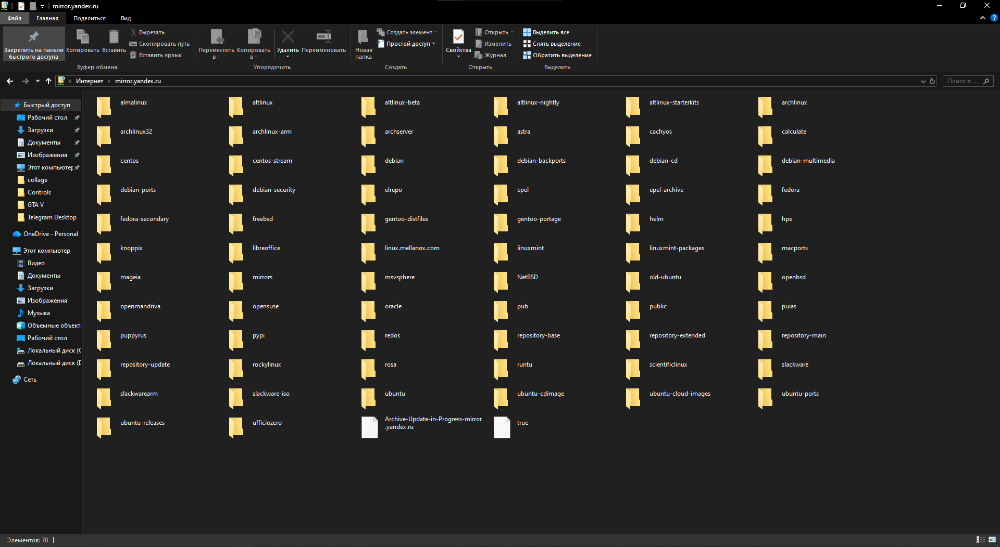 mirror.yandex.ru
Файл
Главная
Поделиться
Вид
Закрепить на панели
быстрого доступа
Копировать
Вставить
Вырезать
Скопировать путь
Вставить ярлык
Буфер обмена
Переместить
в
Копировать
в
Удалить
Переименовать
Упорядочить
Новая
папка
Создать элемент
Простой доступ
Создать
Свойства
Открыть
Изменить
Журнал
Открыть
Выделить все
Снять выделение
Обратить выделение
Выделить
Интернет
mirror.yandex.ru
Поиск в: ...
Быстрый доступ
Рабочий стол
Загрузки
Документы
Изображения
Этот компьютер
collage
Controls
GTA V
Telegram Desktop
OneDrive - Personal
Этот компьютер
Видео
Документы
Загрузки
Изображения
Музыка
Объемные объект
Рабочий стол
Локальный диск (C
Локальный диск (D
Сеть
almalinux
altlinux
altlinux-beta
altlinux-nightly
altlinux-starterkits
archlinux
archlinux32
archlinux-arm
archserver
astra
cachyos
calculate
centos
centos-stream
debian
debian-backports
debian-cd
debian-multimedia
debian-ports
debian-security
elrepo
epel
epel-archive
fedora
fedora-secondary
freebsd
gentoo-distfiles
gentoo-portage
helm
hpe
knoppix
libreoffice
linux.mellanox.com
linuxmint
linuxmint-packages
macports
mageia
mirrors
msvsphere
NetBSD
old-ubuntu
openbsd
openmandriva
opensuse
oracle
pub
public
puias
puppyrus
pypi
redos
repository-base
repository-extended
repository-main
repository-update
rockylinux
rosa
runtu
scientificlinux
slackware
slackwarearm
slackware-iso
ubuntu
ubuntu-cdimage
ubuntu-cloud-images
ubuntu-ports
ubuntu-releases
ufficiozero
Archive-Update-in-Progress-mirror
.yandex.ru
true
Элементов: 70